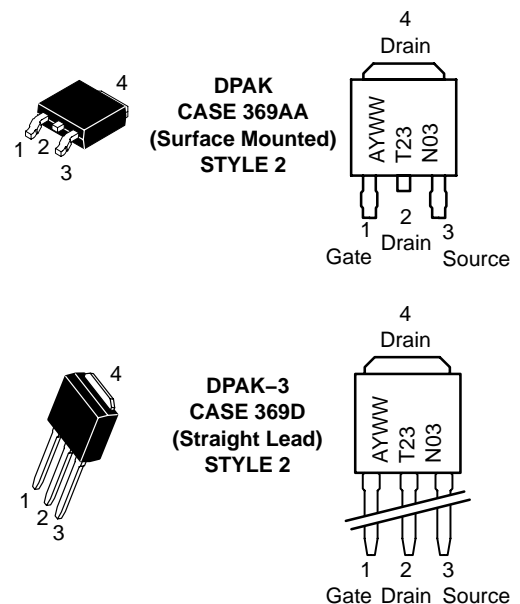 4
1
2
3
DPAK
CASE 369AA
(Surface Mounted)
STYLE 2
4
Drain
AYWW
T23
N03
1
Gate
2
Drain
3
Source
4
1
2
3
DPAK−3
CASE 369D
(Straight Lead)
STYLE 2
4
Drain
AYWW
T23
N03
1 2 3
Gate Drain Source